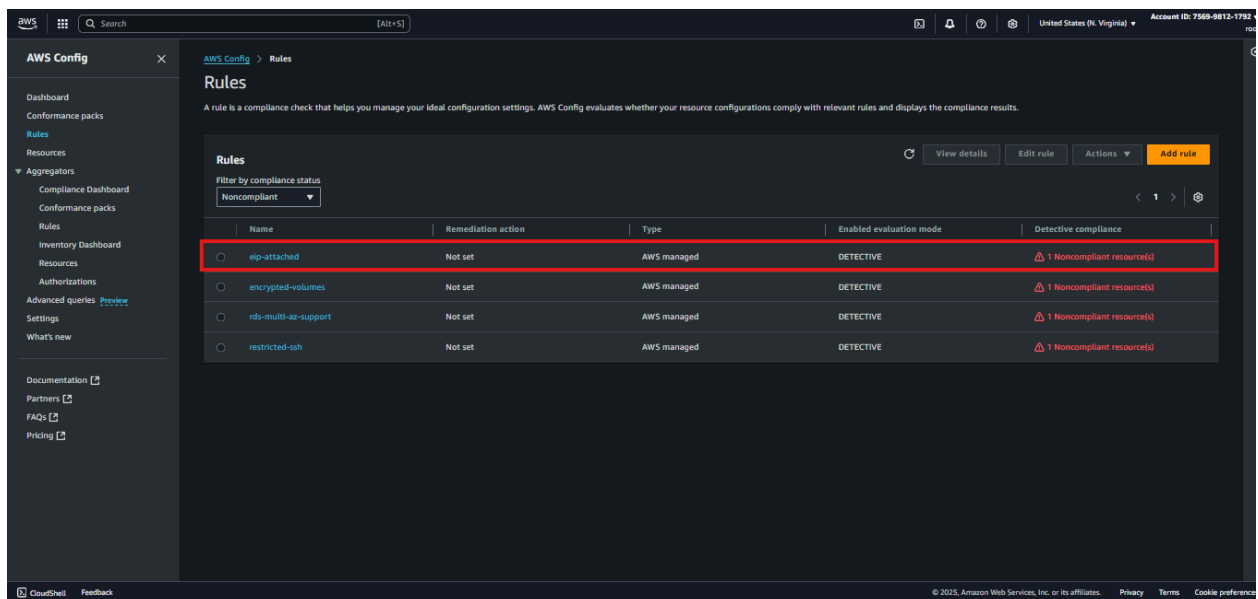 aws Search [Alt+S] United States (N. Virginia) Account ID: 7569-9812-1792
AWS Config
Dashboard
Conformance packs
Rules
Resources
Aggregators
Compliance Dashboard
Conformance packs
Rules
Inventory Dashboard
Resources
Authorizations
Advanced queries Preview
Settings
What's new
Documentation
Partners
FAQs
Pricing
AWS Config > Rules
Rules
A rule is a compliance check that helps you manage your ideal configuration settings. AWS Config evaluates whether your resource configurations comply with relevant rules and displays the compliance results.
Rules View details Edit rule Actions Add rule
Filter by compliance status
Noncompliant < 1 >
Name Remediation action Type Enabled evaluation mode Detective compliance
eip-attached Not set AWS managed DETECTIVE 1 Noncompliant resource(s)
encrypted-volumes Not set AWS managed DETECTIVE 1 Noncompliant resource(s)
rds-multi-az-support Not set AWS managed DETECTIVE 1 Noncompliant resource(s)
restricted-ssh Not set AWS managed DETECTIVE 1 Noncompliant resource(s)
CloudShell Feedback © 2025, Amazon Web Services, Inc. or its affiliates. Privacy Terms Cookie preference